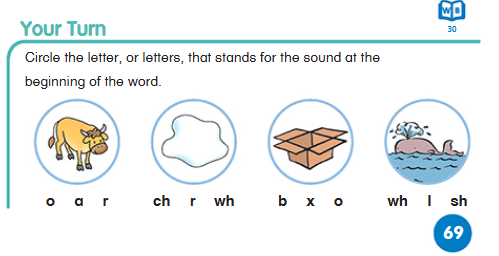 W B
30
Your Turn
Circle the letter, or letters, that stands for the sound at the
beginning of the word.
o a r ch r wh b x o wh l sh
69